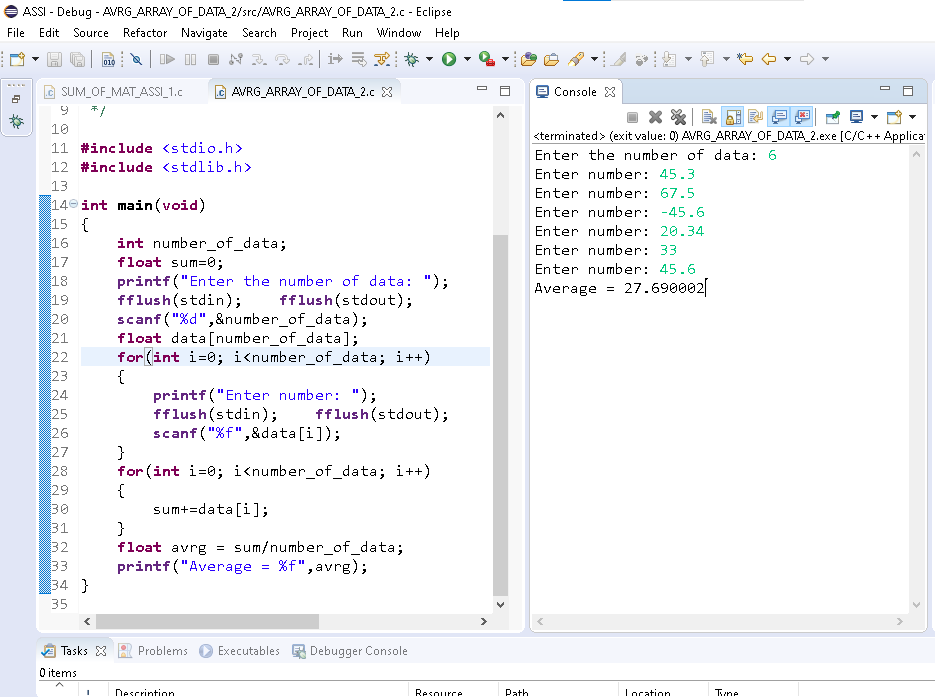 ASSI - Debug - AVRG_ARRAY_OF_DATA_2/src/AVRG_ARRAY_OF_DATA_2.c - Eclipse
File Edit Source Refactor Navigate Search Project Run Window Help
SUM_OF_MAT_ASSI_1.c AVRG_ARRAY_OF_DATA_2.c
9 */
10
11 #include <stdio.h>
12 #include <stdlib.h>
13
14 int main(void)
15 {
16 int number_of_data;
17 float sum=0;
18 printf("Enter the number of data: ");
19 fflush(stdin); fflush(stdout);
20 scanf("%d",&number_of_data);
21 float data[number_of_data];
22 for(int i=0; i<number_of_data; i++)
23 {
24 printf("Enter number: ");
25 fflush(stdin); fflush(stdout);
26 scanf("%f",&data[i]);
27 }
28 for(int i=0; i<number_of_data; i++)
29 {
30 sum+=data[i];
31 }
32 float avrg = sum/number_of_data;
33 printf("Average = %f",avrg);
34 }
35
Console
<terminated> (exit value: 0) AVRG_ARRAY_OF_DATA_2.exe [C/C++ Applica
Enter the number of data: 6
Enter number: 45.3
Enter number: 67.5
Enter number: -45.6
Enter number: 20.34
Enter number: 33
Enter number: 45.6
Average = 27.690002
Tasks Problems Executables Debugger Console
0 items
! Description Resource Path Location Type